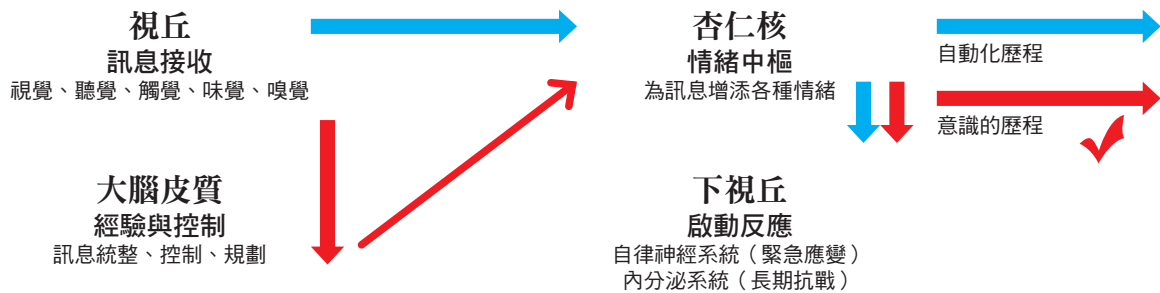 視丘
訊息接收
視覺、聽覺、觸覺、味覺、嗅覺
大腦皮質
經驗與控制
訊息統整、控制、規劃
杏仁核
情緒中樞
為訊息增添各種情緒
自動化歷程
意識的歷程
下視丘
啟動反應
自律神經系統（緊急應變）
內分泌系統（長期抗戰）